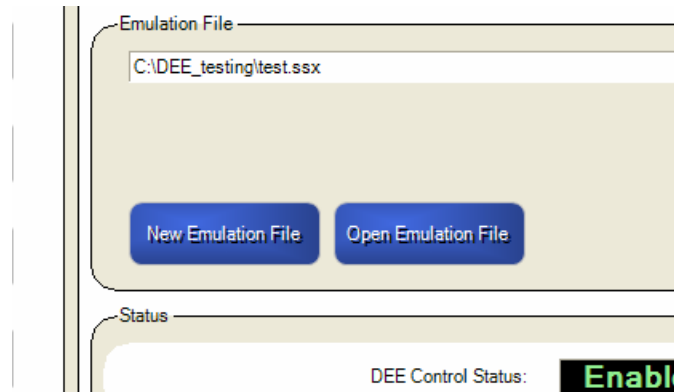 Emulation File
C:\DEE_testing\test.ssx
New Emulation File Open Emulation File
Status
DEE Control Status: